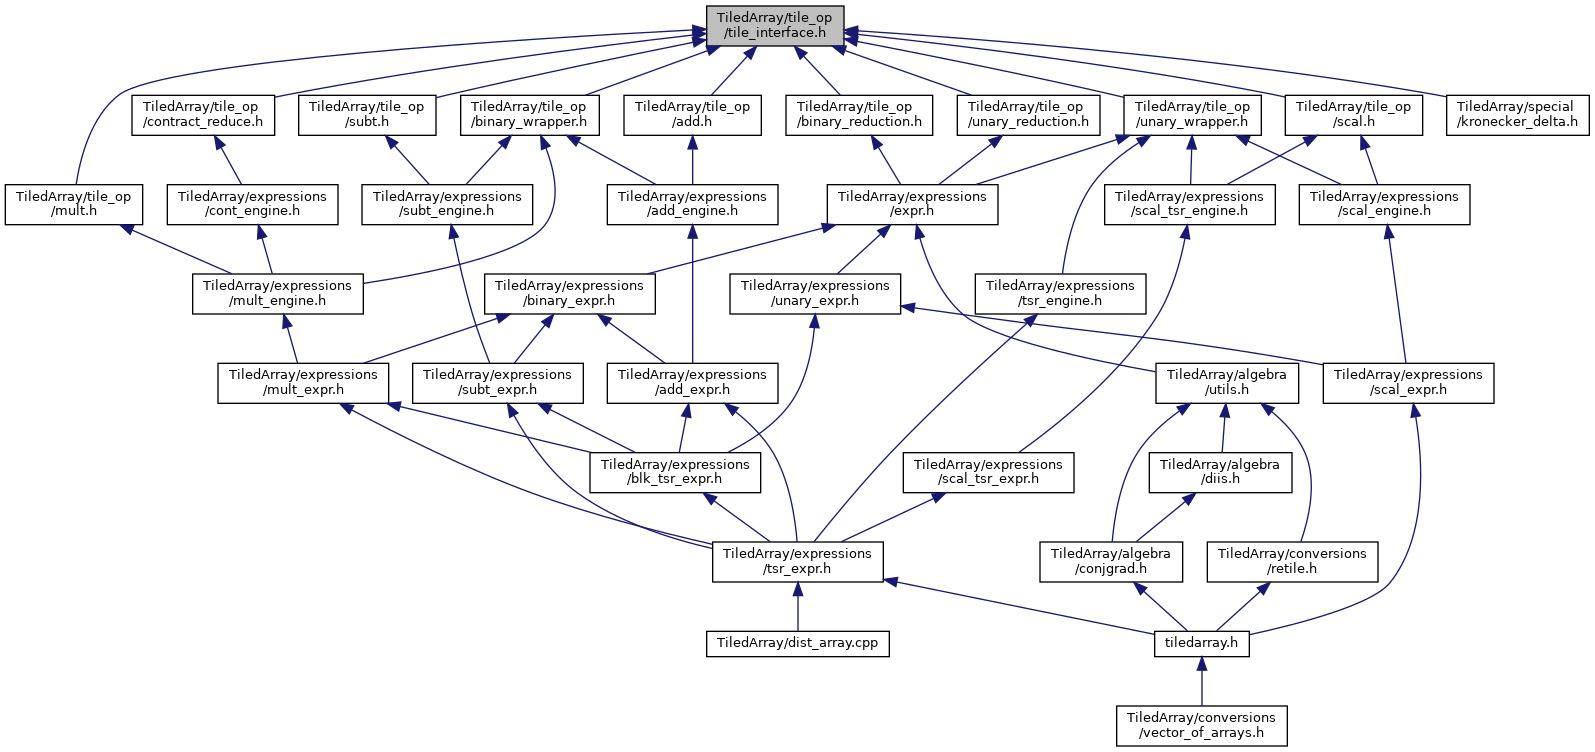 TiledArray/tile_op
/tile_interface.h
TiledArray/tile_op
/contract_reduce.h
TiledArray/tile_op
/subt.h
TiledArray/tile_op
/binary_wrapper.h
TiledArray/tile_op
/add.h
TiledArray/tile_op
/binary_reduction.h
TiledArray/tile_op
/unary_reduction.h
TiledArray/tile_op
/unary_wrapper.h
TiledArray/tile_op
/scal.h
TiledArray/special
/kronecker_delta.h
TiledArray/tile_op
/mult.h
TiledArray/expressions
/cont_engine.h
TiledArray/expressions
/subt_engine.h
TiledArray/expressions
/add_engine.h
TiledArray/expressions
/expr.h
TiledArray/expressions
/scal_tsr_engine.h
TiledArray/expressions
/scal_engine.h
TiledArray/expressions
/mult_engine.h
TiledArray/expressions
/binary_expr.h
TiledArray/expressions
/unary_expr.h
TiledArray/expressions
/tsr_engine.h
TiledArray/expressions
/mult_expr.h
TiledArray/expressions
/subt_expr.h
TiledArray/expressions
/add_expr.h
TiledArray/algebra
/utils.h
TiledArray/expressions
/scal_expr.h
TiledArray/expressions
/blk_tsr_expr.h
TiledArray/expressions
/scal_tsr_expr.h
TiledArray/algebra
/diis.h
TiledArray/expressions
/tsr_expr.h
TiledArray/algebra
/conjgrad.h
TiledArray/conversions
/retile.h
TiledArray/dist_array.cpp
tiledarray.h
TiledArray/conversions
/vector_of_arrays.h